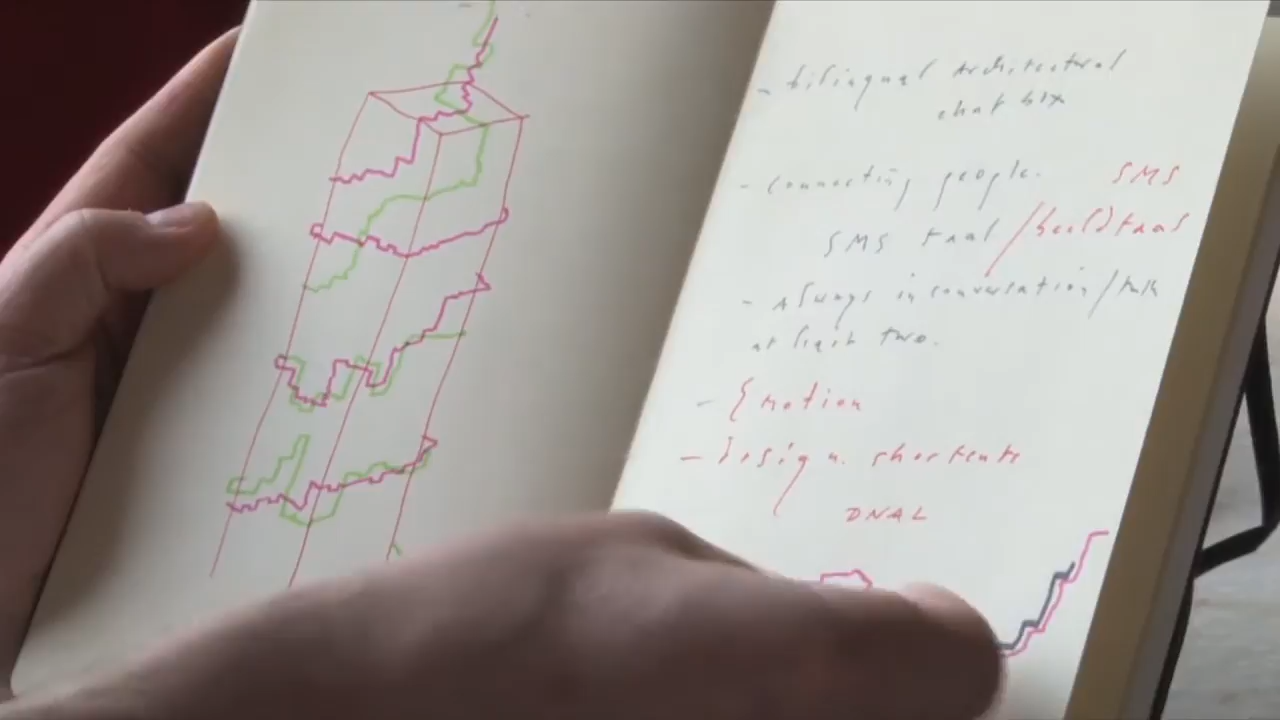 - bilingual architectural
chat box
- connecting people. SMS
SMS taal / beeldtaal
- Always in conversation / talk
at least two.
- Emotion
- Design shortcuts
DNAL